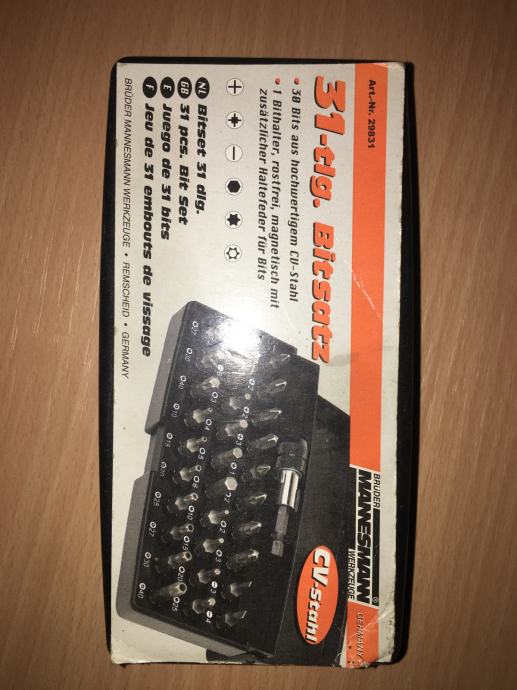 Art.-Nr. 29831
BRÜDER
MANNESMANN®
WERKZEUGE
GERMANY
31-tlg. Bitsatz
• 30 Bits aus hochwertigem CV-Stahl
• 1 Bithalter, rostfrei, magnetisch mit
zusätzlicher Haltefeder für Bits
NL Bitset 31 dlg.
GB 31 pcs. Bit Set
E Juego de 31 bits
F Jeu de 31 embouts de vissage
BRÜDER MANNESMANN WERKZEUGE • REMSCHEID • GERMANY
CV-Stahl